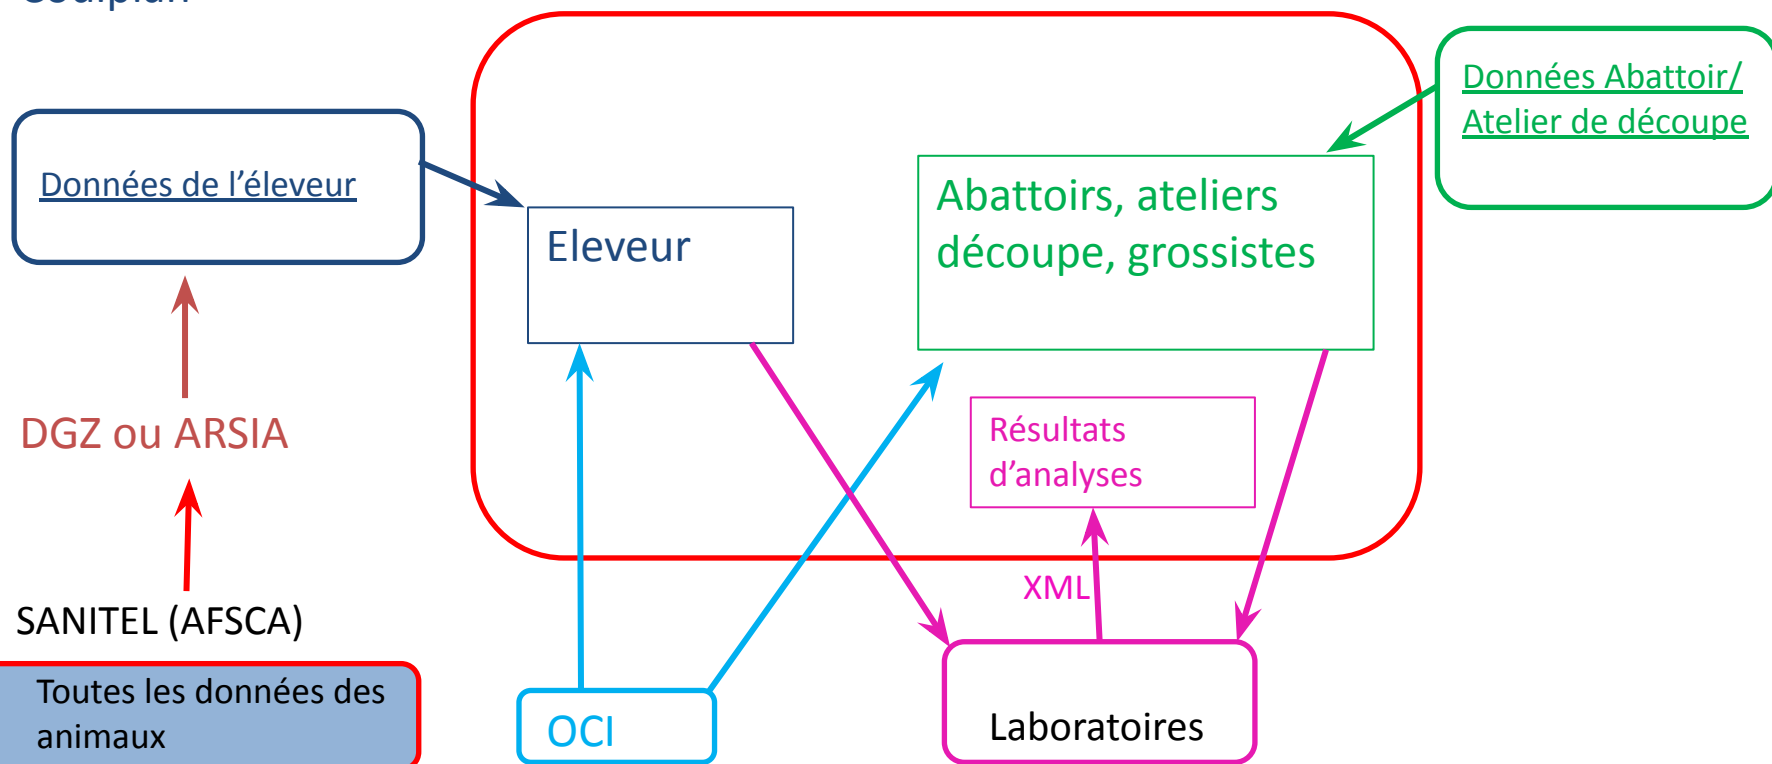 Données Abattoir/
Atelier de découpe
Données de l’éleveur
Eleveur
Abattoirs, ateliers
découpe, grossistes
DGZ ou ARSIA
Résultats
d’analyses
XML
SANITEL (AFSCA)
Toutes les données des
animaux
OCI
Laboratoires